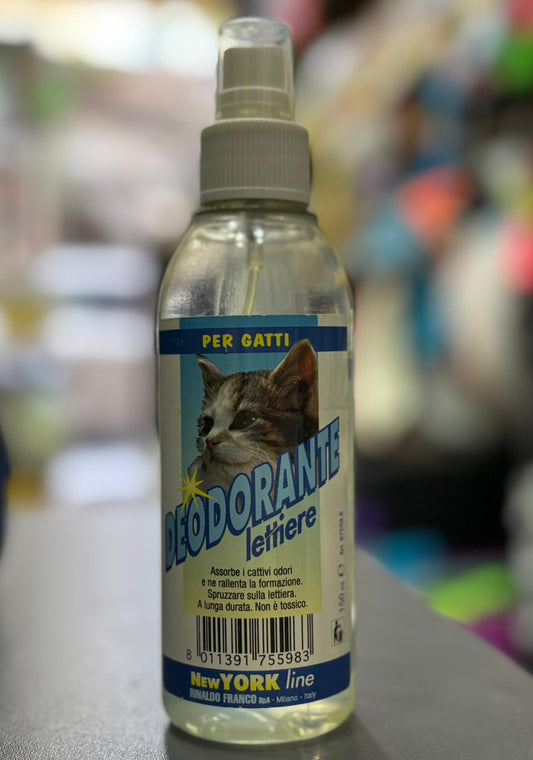 PER GATTI
DEODORANTE
lettiere
Assorbe i cattivi odori
e ne rallenta la formazione.
Spruzzare sulla lettiera.
A lunga durata. Non è tossico.
150 ml ℮
8 011391 755983
NEWYORK line
RINALDO FRANCO SpA - Milano - Italy